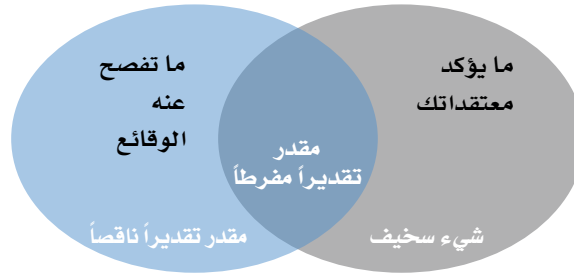 ما يؤكد
معتقداتك
ما تفصح
عنه
الوقائع
مقدر
تقديراً مفرطاً
شيء سخيف
مقدر تقديراً ناقصاً